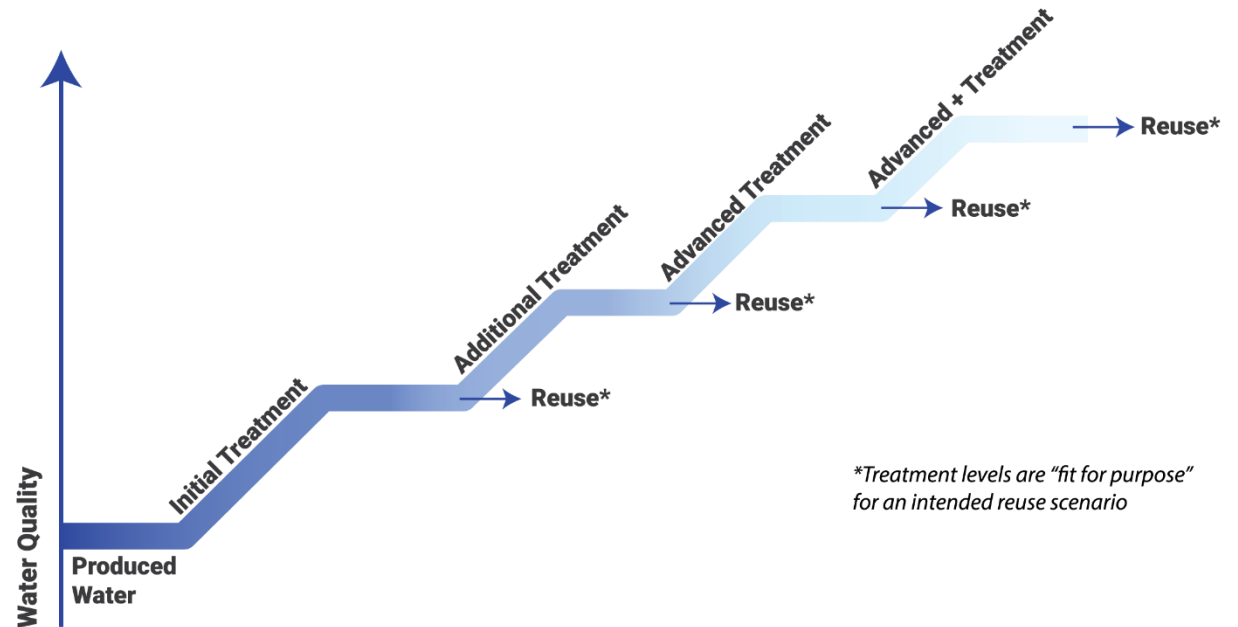 Advanced + Treatment
Reuse*
Advanced Treatment
Reuse*
Additional Treatment
Reuse*
Initial Treatment
Reuse*
Water Quality
Produced
Water
*Treatment levels are “fit for purpose”
for an intended reuse scenario